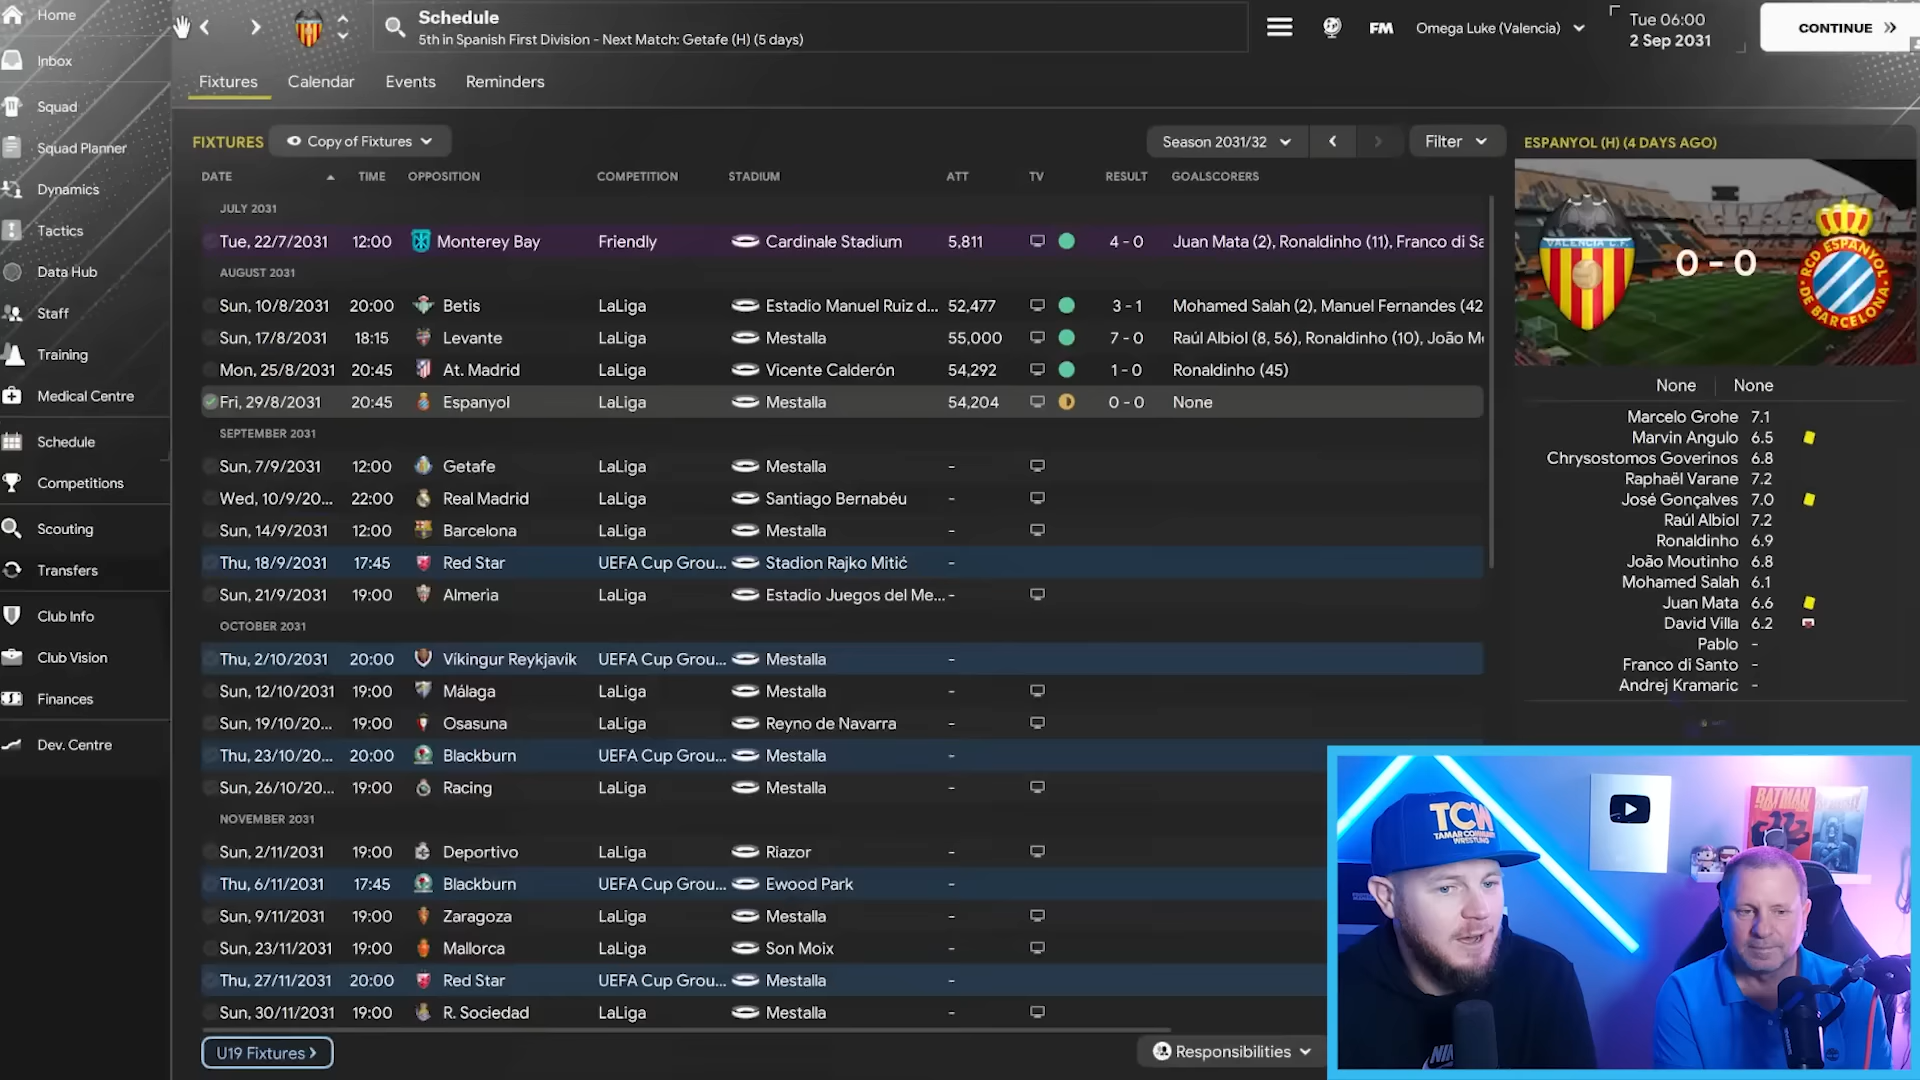 Home
Inbox
Squad
Squad Planner
Dynamics
Tactics
Data Hub
Staff
Training
Medical Centre
Schedule
Competitions
Scouting
Transfers
Club Info
Club Vision
Finances
Dev. Centre
Schedule
5th in Spanish First Division - Next Match: Getafe (H) (5 days)
FM
Omega Luke (Valencia)
Tue 06:00
2 Sep 2031
CONTINUE
Fixtures Calendar Events Reminders
FIXTURES Copy of Fixtures Season 2031/32 Filter
DATE TIME OPPOSITION COMPETITION STADIUM ATT TV RESULT GOALSCORERS
JULY 2031
Tue, 22/7/2031 12:00 Monterey Bay Friendly Cardinale Stadium 5,811 4 - 0 Juan Mata (2), Ronaldinho (11), Franco di Sa
AUGUST 2031
Sun, 10/8/2031 20:00 Betis LaLiga Estadio Manuel Ruiz d... 52,477 3 - 1 Mohamed Salah (2), Manuel Fernandes (42
Sun, 17/8/2031 18:15 Levante LaLiga Mestalla 55,000 7 - 0 Raúl Albiol (8, 56), Ronaldinho (10), João Mo
Mon, 25/8/2031 20:45 At. Madrid LaLiga Vicente Calderón 54,292 1 - 0 Ronaldinho (45)
Fri, 29/8/2031 20:45 Espanyol LaLiga Mestalla 54,204 0 - 0 None
SEPTEMBER 2031
Sun, 7/9/2031 12:00 Getafe LaLiga Mestalla -
Wed, 10/9/20... 22:00 Real Madrid LaLiga Santiago Bernabéu -
Sun, 14/9/2031 12:00 Barcelona LaLiga Mestalla -
Thu, 18/9/2031 17:45 Red Star UEFA Cup Grou... Stadion Rajko Mitić -
Sun, 21/9/2031 19:00 Almería LaLiga Estadio Juegos del Me... -
OCTOBER 2031
Thu, 2/10/2031 20:00 Víkingur Reykjavík UEFA Cup Grou... Mestalla -
Sun, 12/10/2031 19:00 Málaga LaLiga Mestalla -
Sun, 19/10/20... 19:00 Osasuna LaLiga Reyno de Navarra -
Thu, 23/10/20... 20:00 Blackburn UEFA Cup Grou... Mestalla -
Sun, 26/10/20... 19:00 Racing LaLiga Mestalla -
NOVEMBER 2031
Sun, 2/11/2031 19:00 Deportivo LaLiga Riazor -
Thu, 6/11/2031 17:45 Blackburn UEFA Cup Grou... Ewood Park -
Sun, 9/11/2031 19:00 Zaragoza LaLiga Mestalla -
Sun, 23/11/2031 19:00 Mallorca LaLiga Son Moix -
Thu, 27/11/2031 20:00 Red Star UEFA Cup Grou... Mestalla -
Sun, 30/11/2031 19:00 R. Sociedad LaLiga Mestalla -
U19 Fixtures
Responsibilities
ESPANYOL (H) (4 DAYS AGO)
VALENCIA C.F.
0 - 0
RCD ESPANYOL
DE BARCELONA
None None
Marcelo Grohe 7.1
Marvin Angulo 6.5
Chrysostomos Goverinos 6.8
Raphaël Varane 7.2
José Gonçalves 7.0
Raúl Albiol 7.2
Ronaldinho 6.9
João Moutinho 6.8
Mohamed Salah 6.1
Juan Mata 6.6
David Villa 6.2
Pablo -
Franco di Santo -
Andrej Kramaric -
TCW
TAMAR COMMUNITY
WRESTLING
BATMAN